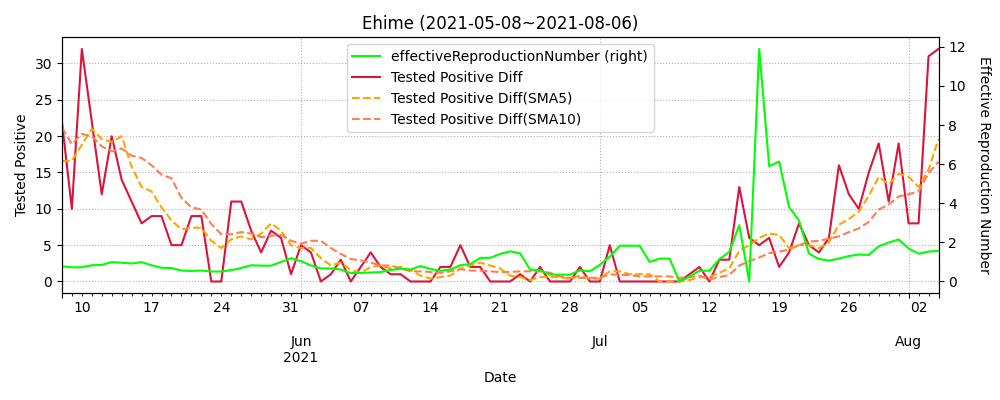 Ehime (2021-05-08~2021-08-06)
effectiveReproductionNumber (right)
Tested Positive Diff
Tested Positive Diff(SMA5)
Tested Positive Diff(SMA10)
Tested Positive
30
25
20
15
10
5
0
Effective Reproduction Number
12
10
8
6
4
2
0
10 17 24 31 07 14 21 28 05 12 19 26 02
Jun Jul Aug
2021
Date